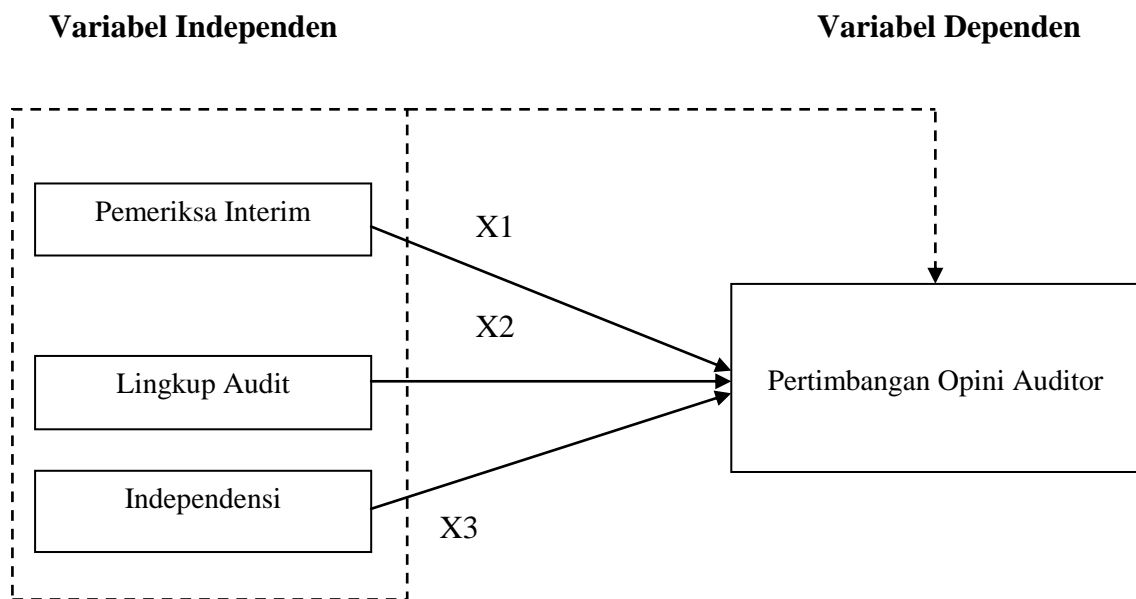 Variabel Independen
Variabel Dependen
Pemeriksa Interim
X1
X2
Lingkup Audit
Pertimbangan Opini Auditor
Independensi
X3